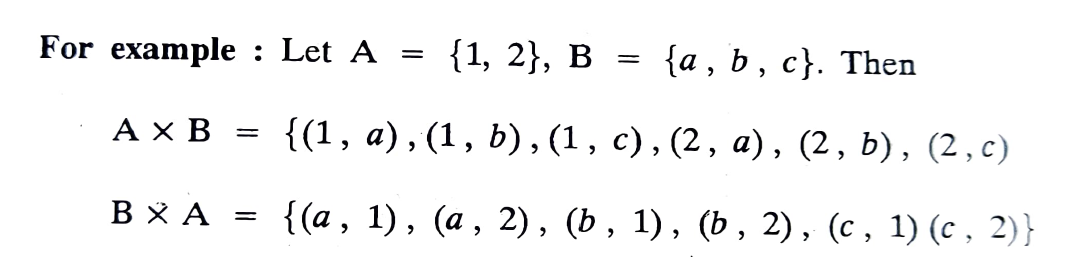 For example : Let A = {1, 2}, B = {a , b , c}. Then
A × B = {(1 , a) , (1 , b) , (1 , c) , (2 , a) , (2 , b) , (2 , c)
B × A = {(a , 1) , (a , 2) , (b , 1) , (b , 2) , (c , 1) (c , 2)}